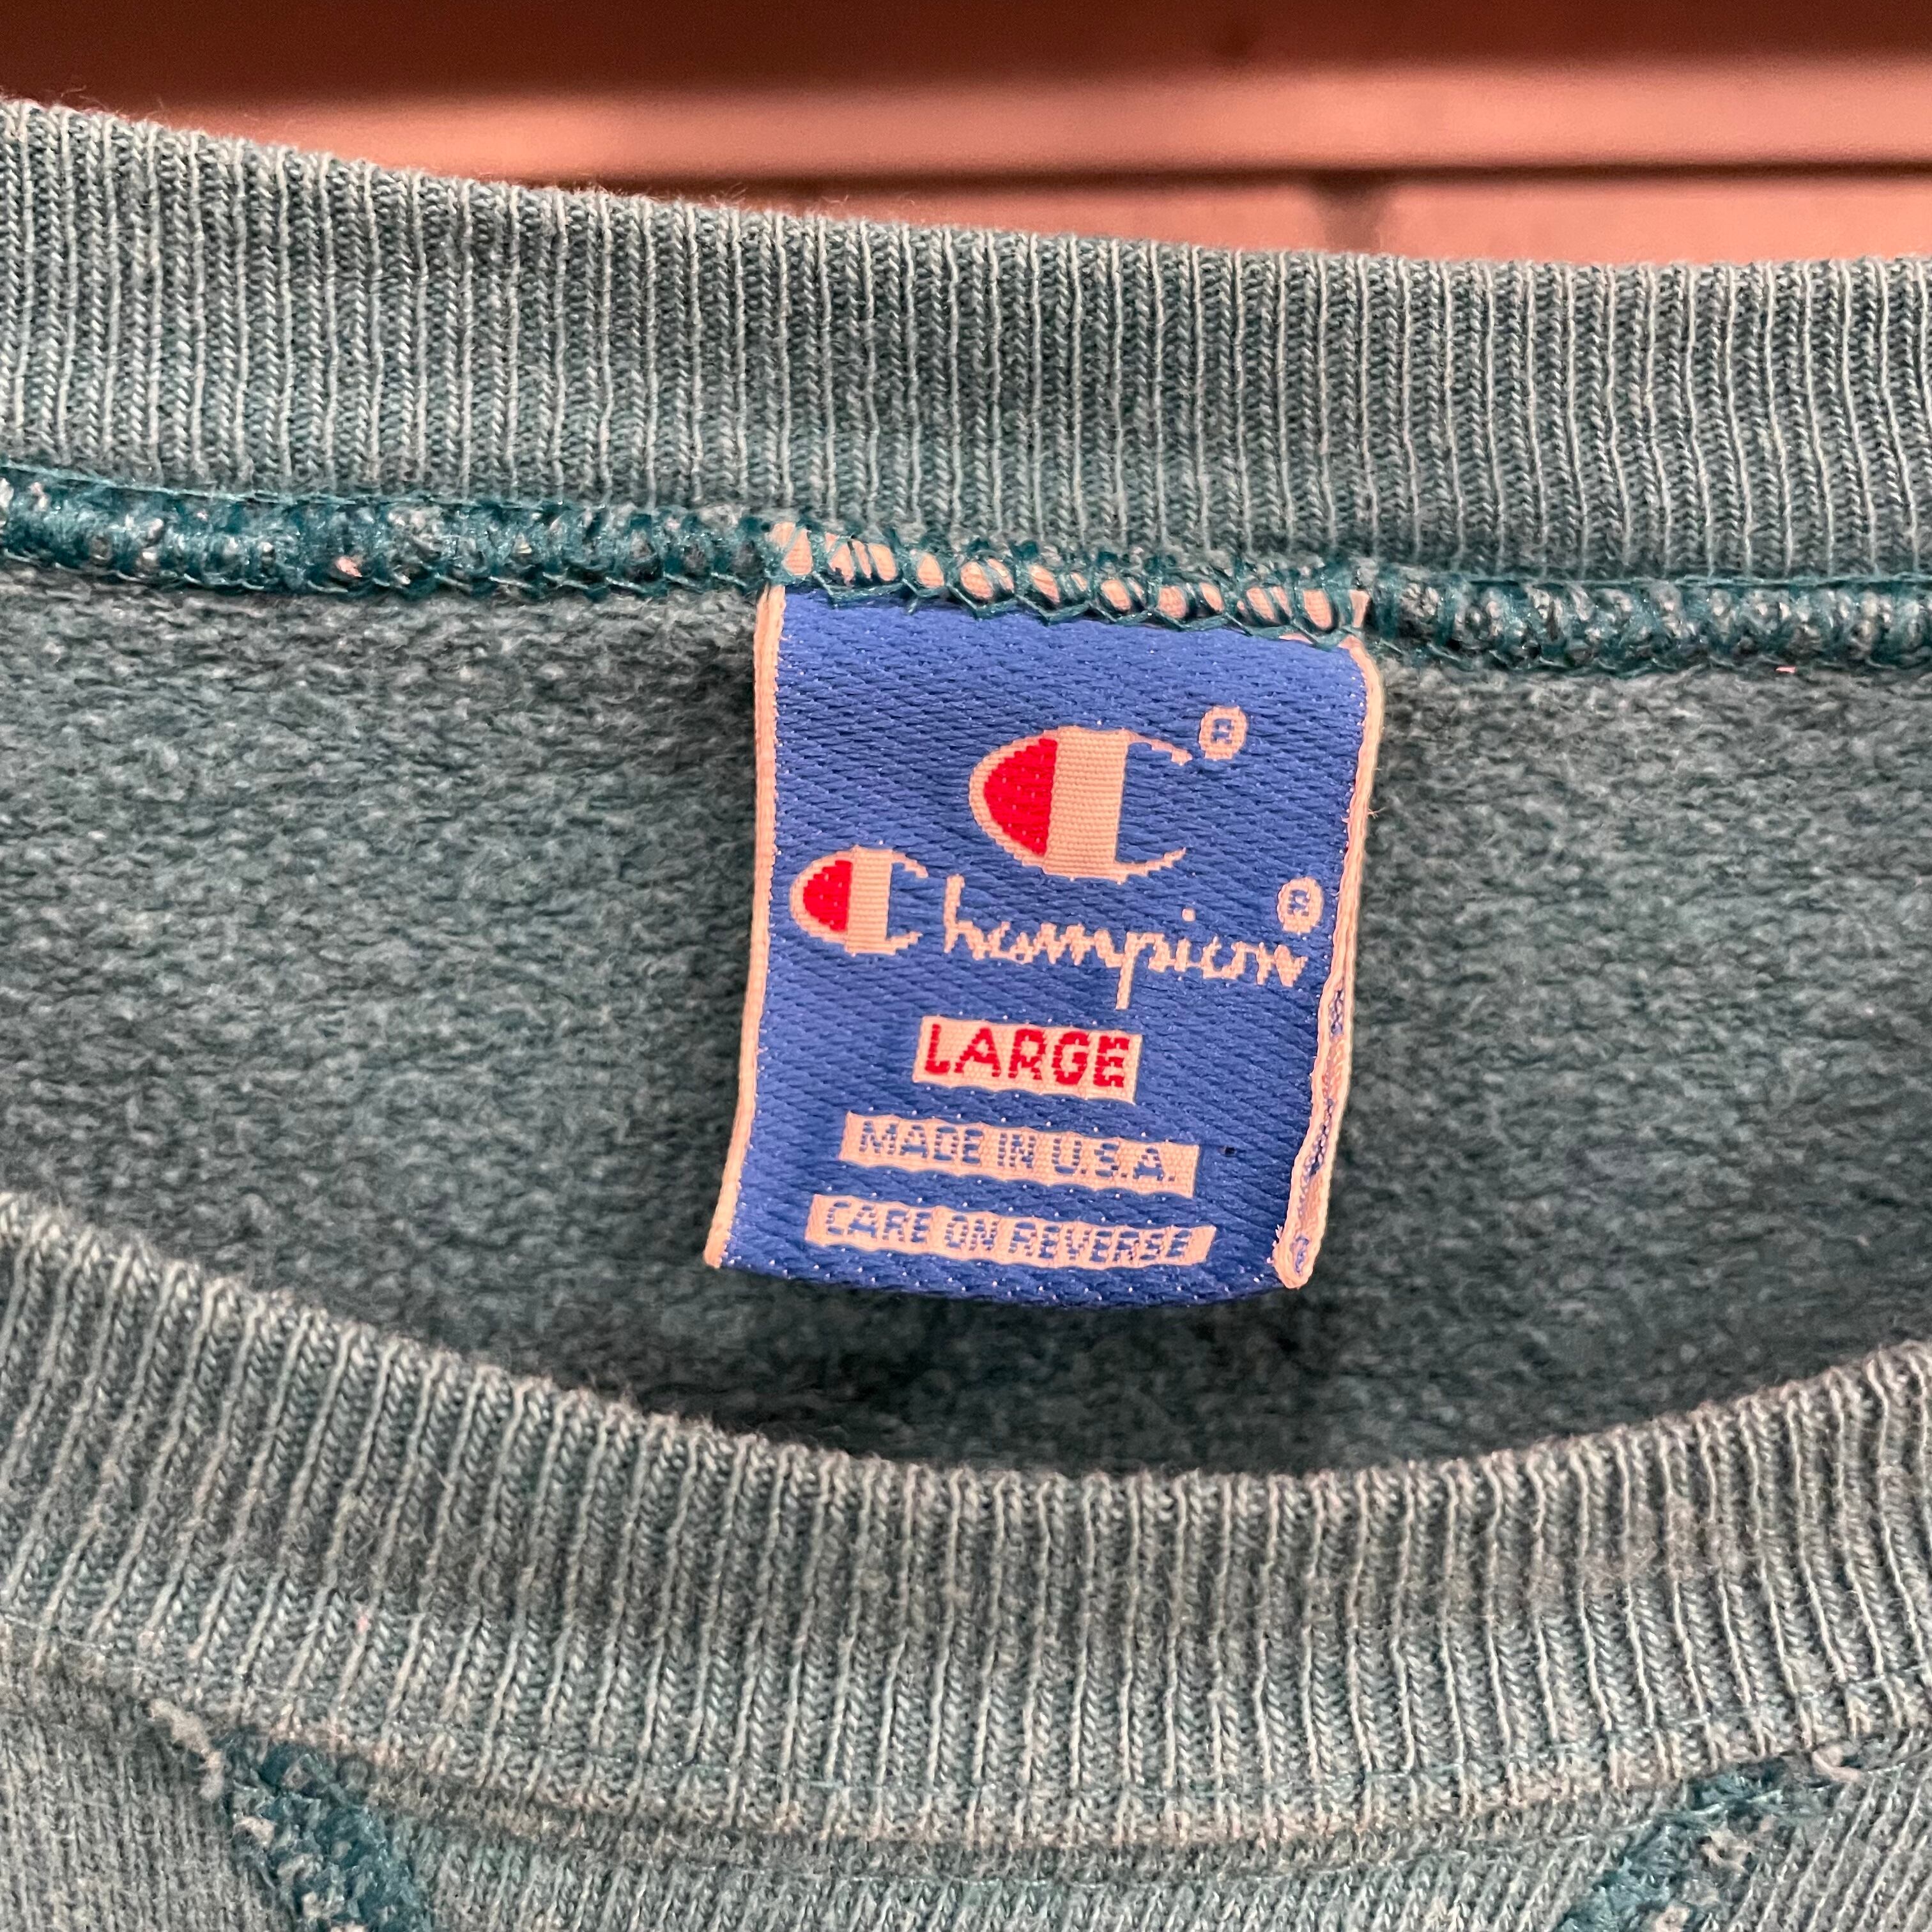 C®
Champion®
LARGE
MADE IN U.S.A.
CARE ON REVERSE